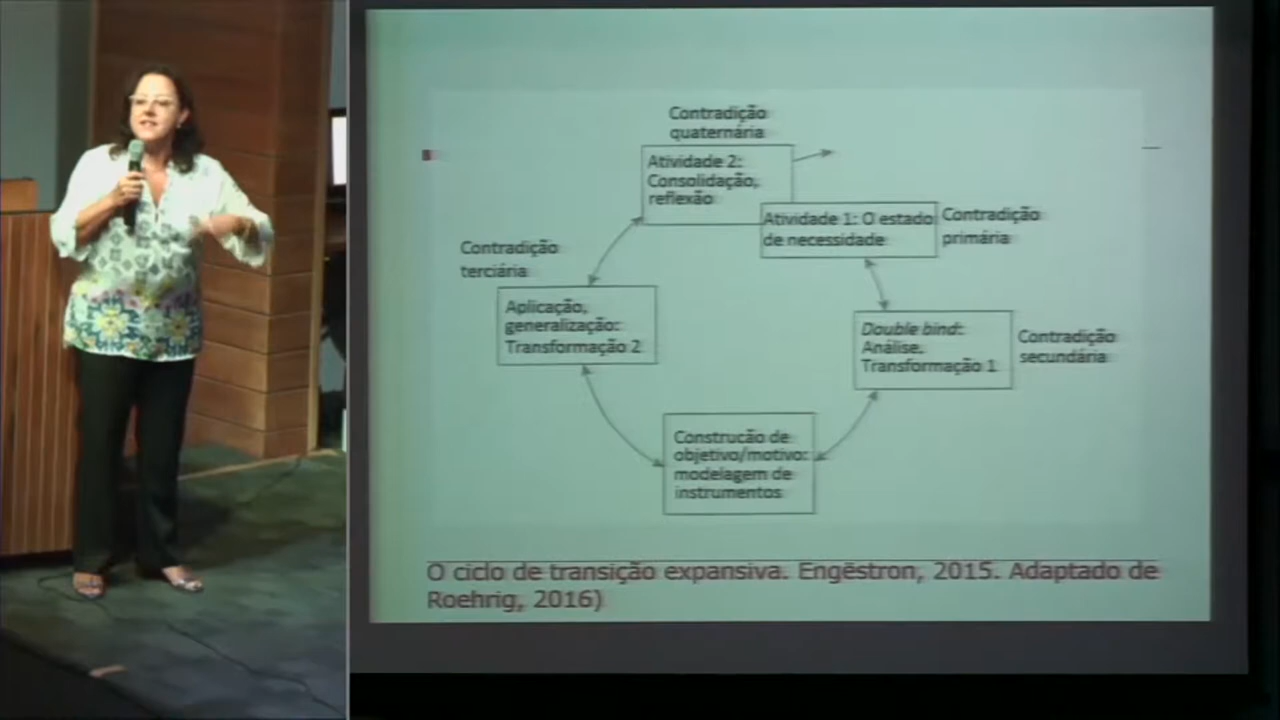 Contradição
quaternária
Atividade 2:
Consolidação,
reflexão
Atividade 1: O estado
de necessidade
Contradição
primária
Contradição
terciária
Aplicação,
generalização:
Transformação 2
Double bind:
Análise.
Transformação 1
Contradição
secundária
Construcão de
objetivo/motivo:
modelagem de
instrumentos
O ciclo de transição expansiva. Engëstron, 2015. Adaptado de
Roehrig, 2016)